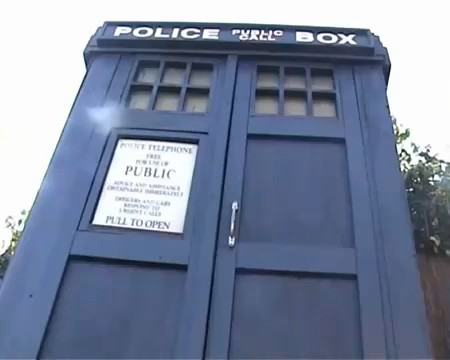 POLICE PUBLIC CALL BOX
POLICE TELEPHONE
FREE
FOR USE OF
PUBLIC
ADVICE AND ASSISTANCE
OBTAINABLE IMMEDIATELY
OFFICERS AND CARS
RESPOND TO
URGENT CALLS
PULL TO OPEN